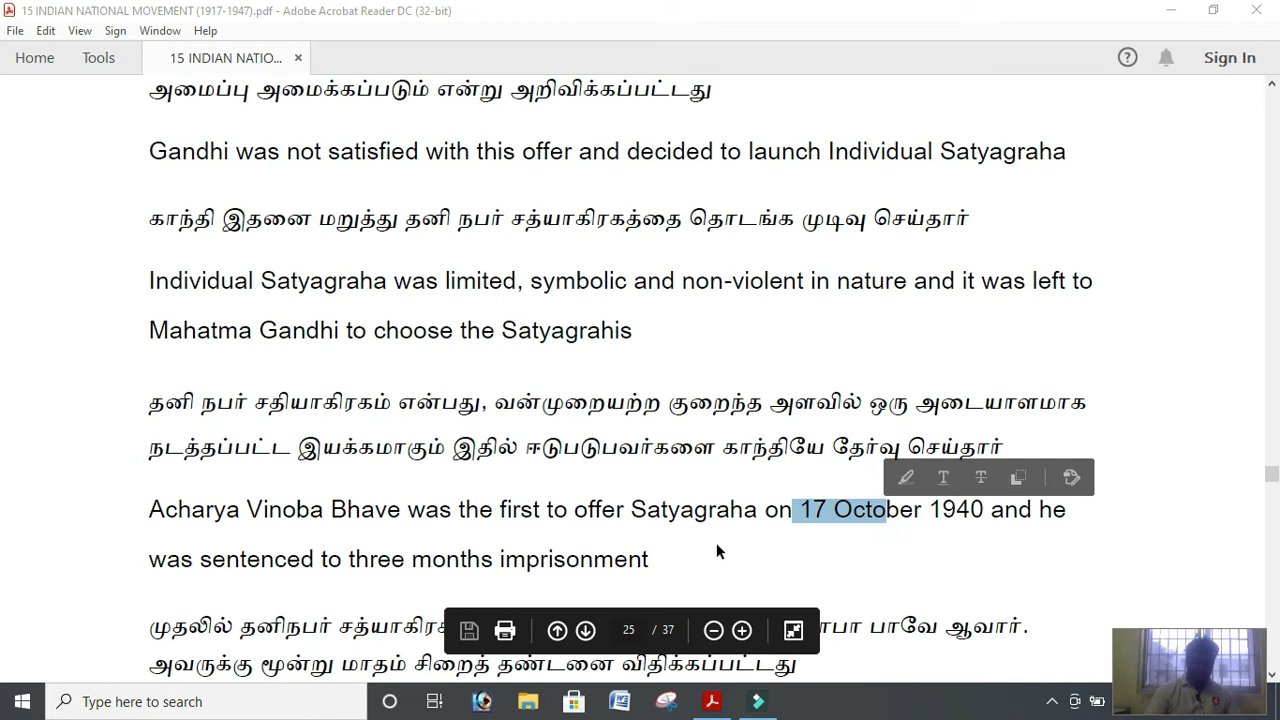 15 INDIAN NATIONAL MOVEMENT (1917-1947).pdf - Adobe Acrobat Reader DC (32-bit)
File Edit View Sign Window Help
Home Tools 15 INDIAN NATIO... × Sign In
அமைப்பு அமைக்கப்படும் என்று அறிவிக்கப்பட்டது
Gandhi was not satisfied with this offer and decided to launch Individual Satyagraha
காந்தி இதனை மறுத்து தனி நபர் சத்யாகிரகத்தை தொடங்க முடிவு செய்தார்
Individual Satyagraha was limited, symbolic and non-violent in nature and it was left to
Mahatma Gandhi to choose the Satyagrahis
தனி நபர் சதியாகிரகம் என்பது, வன்முறையற்ற குறைந்த அளவில் ஒரு அடையாளமாக
நடத்தப்பட்ட இயக்கமாகும் இதில் ஈடுபடுபவர்களை காந்தியே தேர்வு செய்தார்
Acharya Vinoba Bhave was the first to offer Satyagraha on 17 October 1940 and he
was sentenced to three months imprisonment
முதலில் தனிநபர் சத்யாகிர பாவே ஆவார்.
25 / 37
அவருக்கு மூன்று மாதம் சிறைத் தண்டனை விதிக்கப்பட்டது
Type here to search